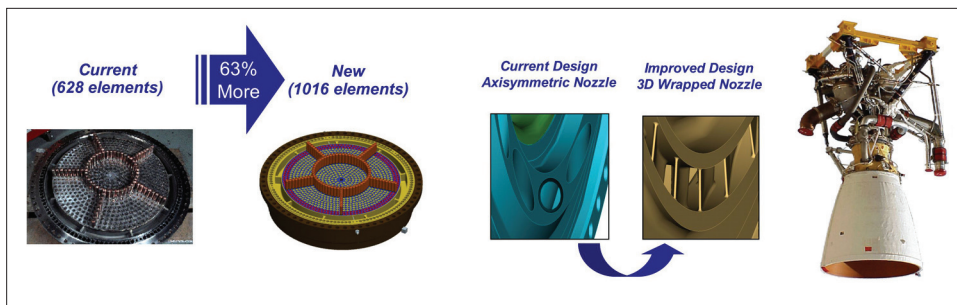 Current
(628 elements)
63%
More
New
(1016 elements)
Current Design
Axisymmetric Nozzle
Improved Design
3D Wrapped Nozzle